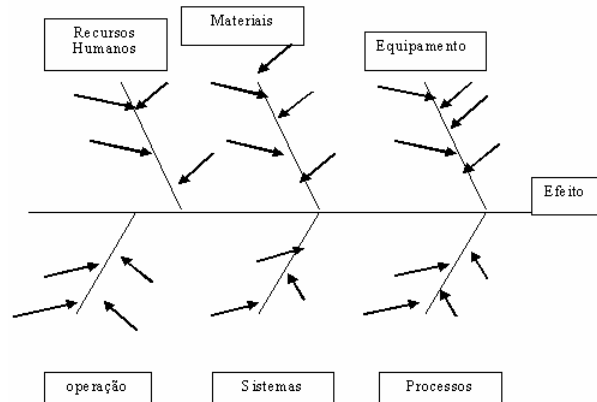 Recursos
Humanos
Materiais
Equipamento
Efeito
operação
Sistemas
Processos